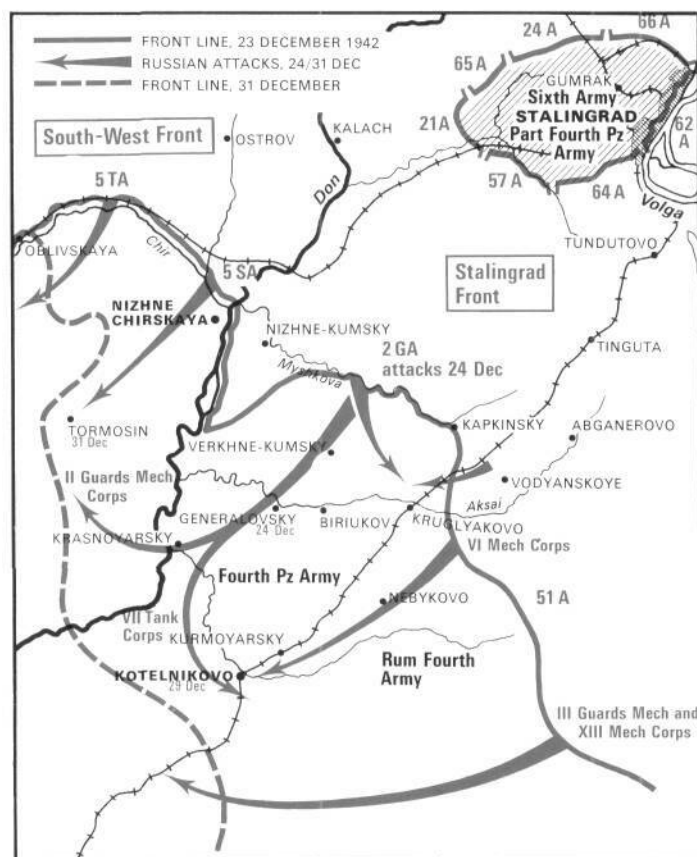 FRONT LINE, 23 DECEMBER 1942
RUSSIAN ATTACKS, 24/31 DEC
FRONT LINE, 31 DECEMBER
66 A
24 A
65 A
GUMRAK
Sixth Army
STALINGRAD
Part Fourth Pz
Army
62
A
21A
57 A
64 A
Volga
South-West Front
OSTROV
KALACH
Don
5 TA
OBLIVSKAYA
Chir
5 SA
TUNDUTOVO
Stalingrad
Front
NIZHNE
CHIRSKAYA
NIZHNE-KUMSKY
2 GA
attacks 24 Dec
TINGUTA
Myshkova
TORMOSIN
31 Dec
KAPKINSKY
ABGANEROVO
VERKHNE-KUMSKY
II Guards Mech
Corps
VODYANSKOYE
Aksai
GENERALOVSKY
24 Dec
BIRIUKOV
KRUGLYAKOVO
KRASNOYARSKY
VI Mech Corps
Fourth Pz Army
NEBYKOVO
51 A
VII Tank
Corps
KURMOYARSKY
Rum Fourth
Army
KOTELNIKOVO
29 Dec
III Guards Mech and
XIII Mech Corps